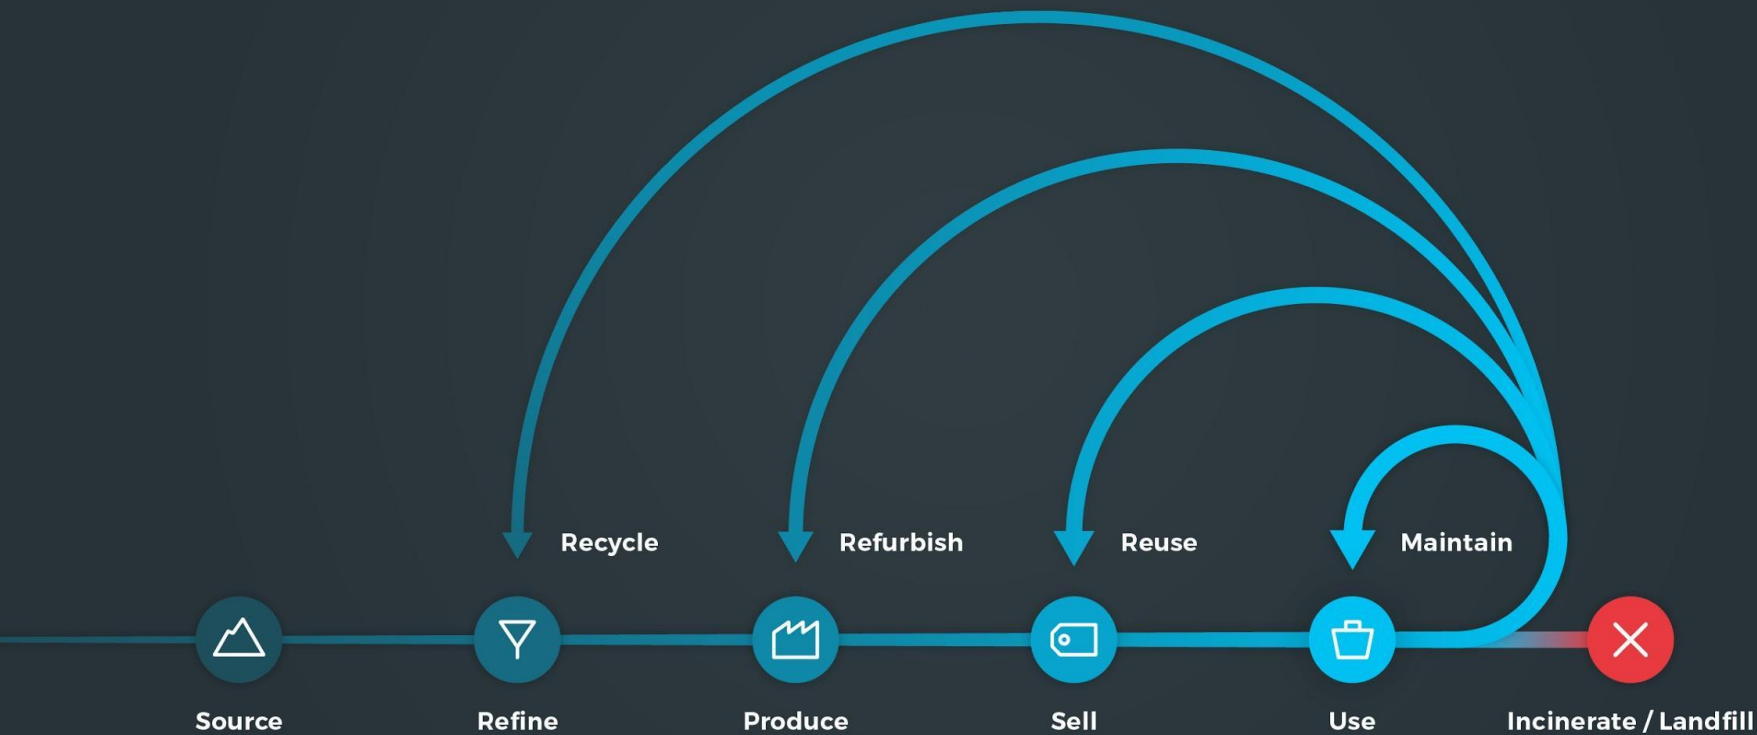 Recycle
Refurbish
Reuse
Maintain
Source
Refine
Produce
Sell
Use
Incinerate / Landfill